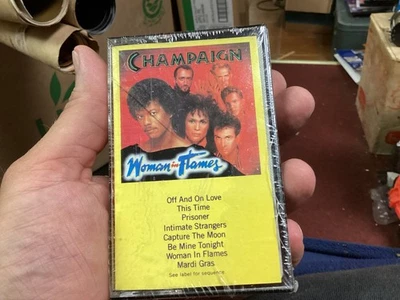 CHAMPAIGN
Woman in Flames
Off And On Love
This Time
Prisoner
Intimate Strangers
Capture The Moon
Be Mine Tonight
Woman In Flames
Mardi Gras
See label for sequence.